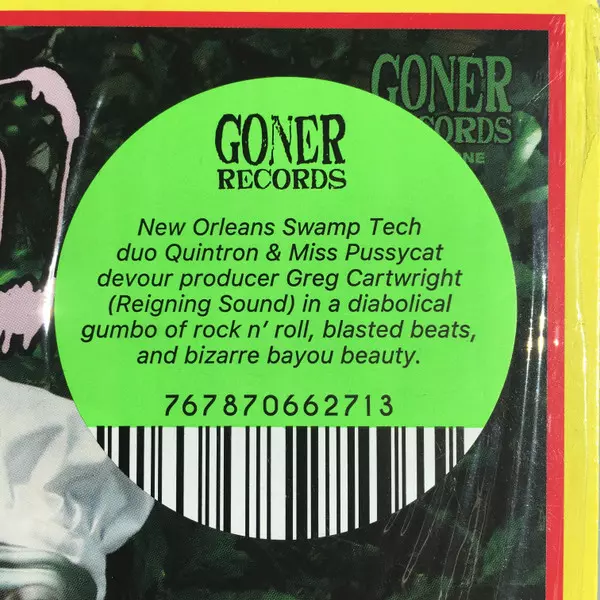 GONER
RECORDS
New Orleans Swamp Tech
duo Quintron & Miss Pussycat
devour producer Greg Cartwright
(Reigning Sound) in a diabolical
gumbo of rock n’ roll, blasted beats,
and bizarre bayou beauty.
767870662713
GONER